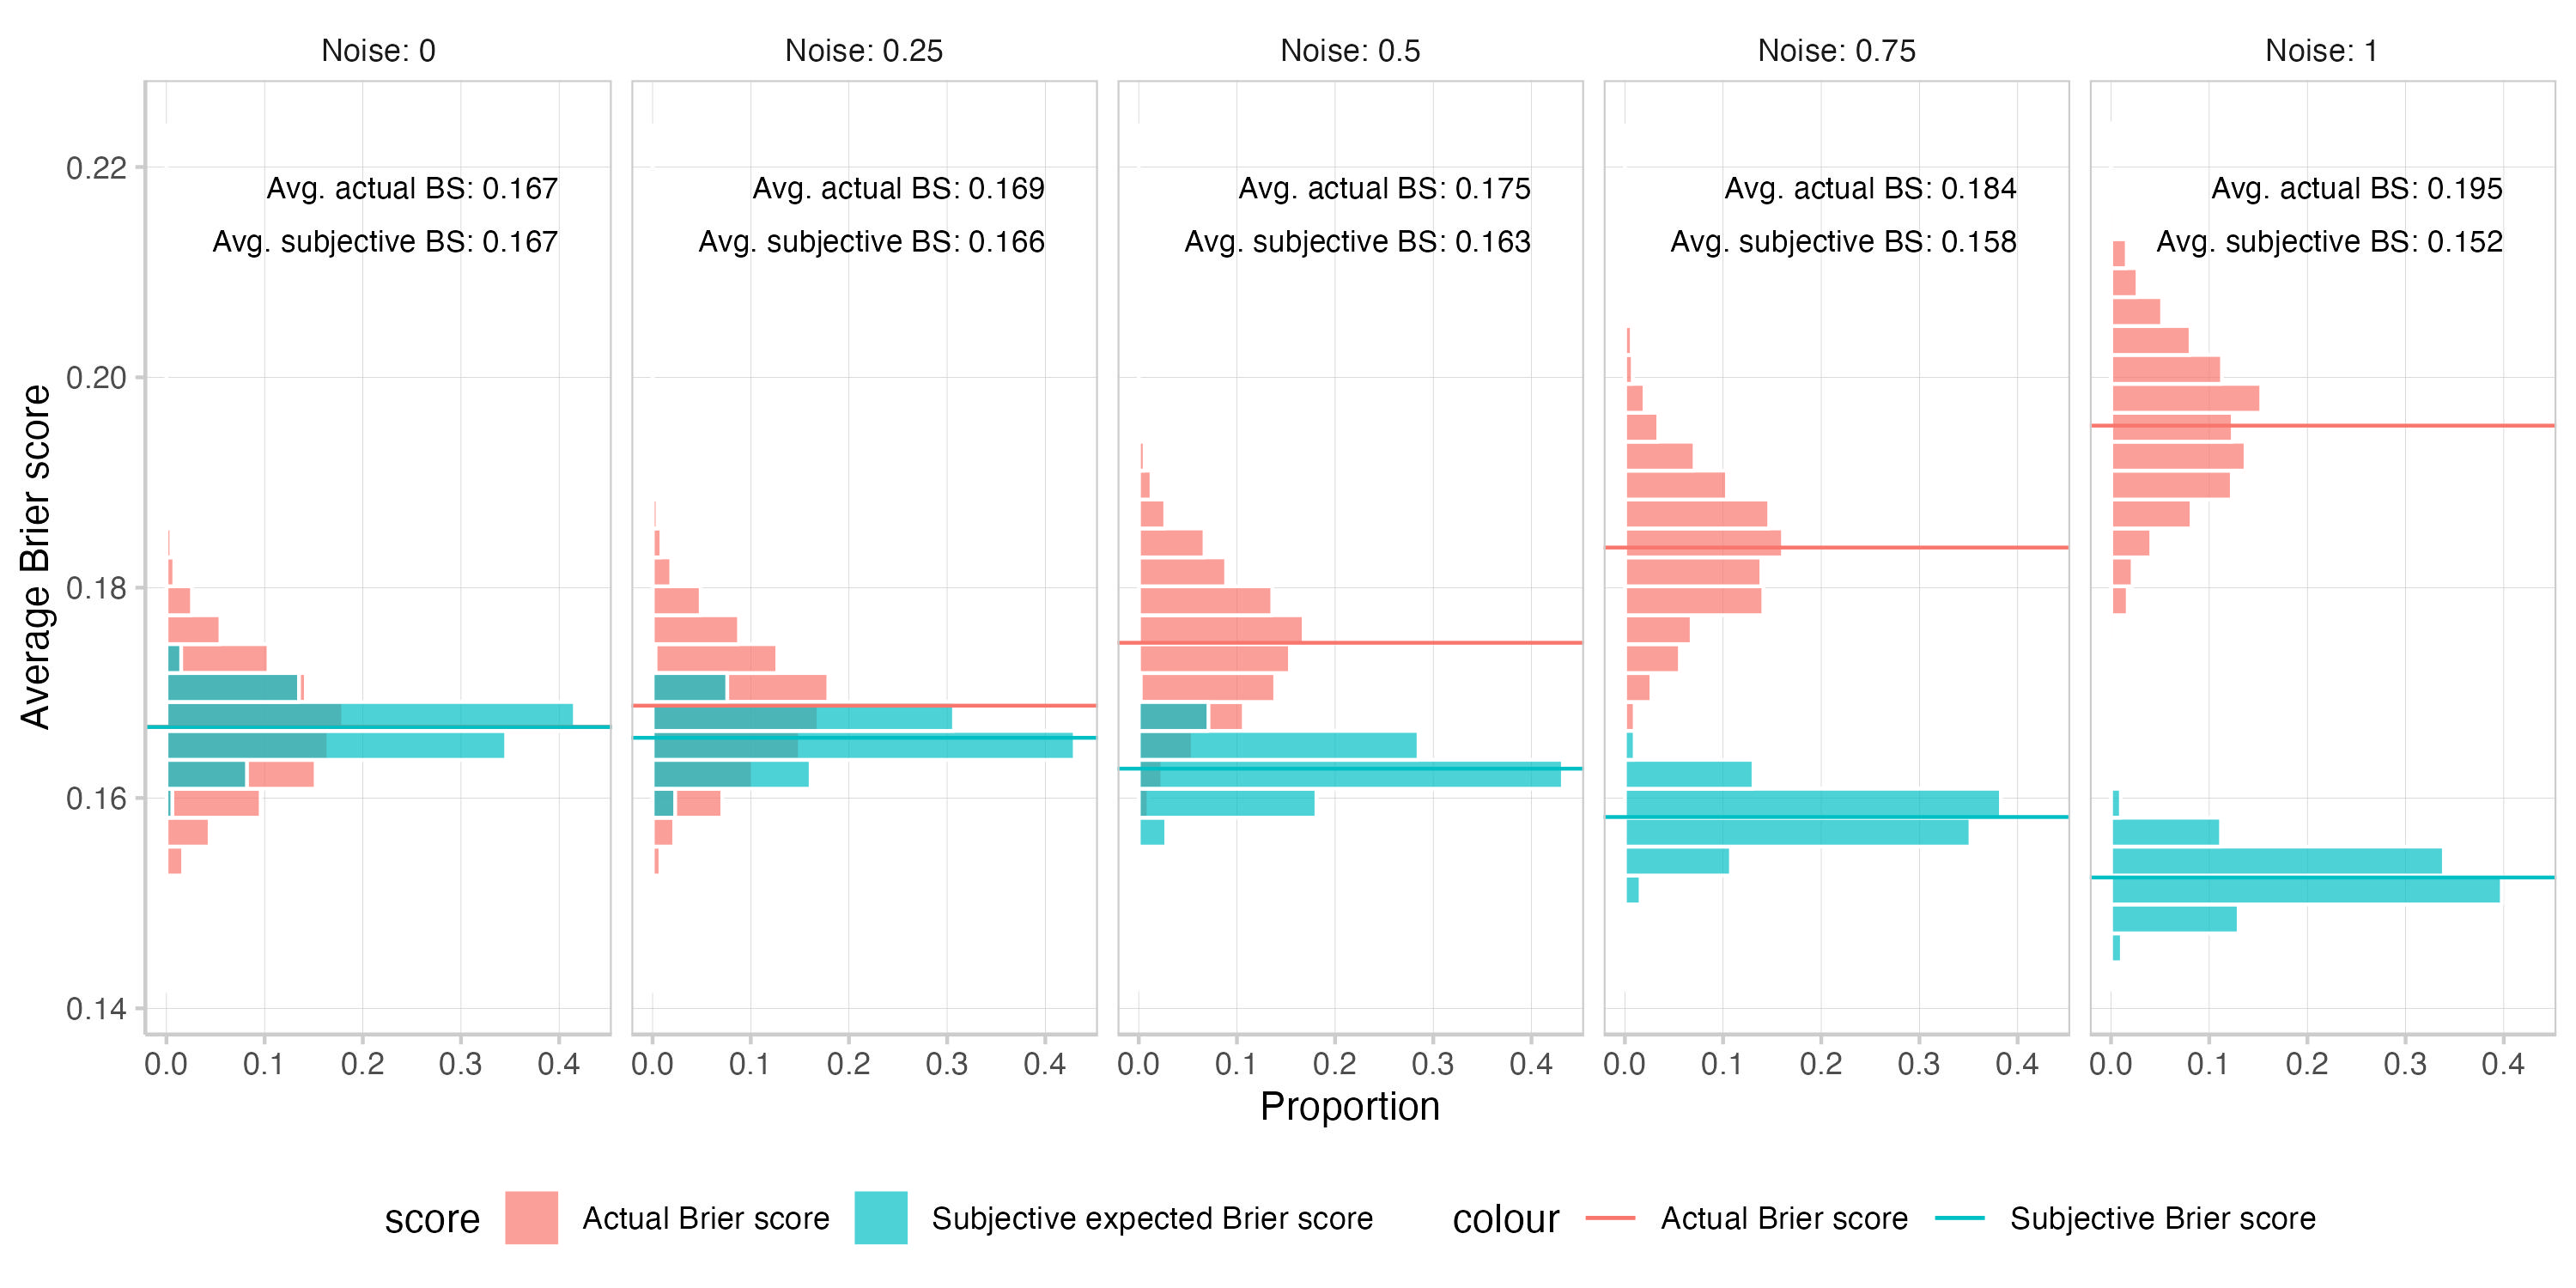 Noise: 0
Noise: 0.25
Noise: 0.5
Noise: 0.75
Noise: 1
Avg. actual BS: 0.167
Avg. subjective BS: 0.167
Avg. actual BS: 0.169
Avg. subjective BS: 0.166
Avg. actual BS: 0.175
Avg. subjective BS: 0.163
Avg. actual BS: 0.184
Avg. subjective BS: 0.158
Avg. actual BS: 0.195
Avg. subjective BS: 0.152
Average Brier score
0.22
0.20
0.18
0.16
0.14
0.0 0.1 0.2 0.3 0.4
0.0 0.1 0.2 0.3 0.4
0.0 0.1 0.2 0.3 0.4
0.0 0.1 0.2 0.3 0.4
0.0 0.1 0.2 0.3 0.4
Proportion
score Actual Brier score Subjective expected Brier score
colour Actual Brier score Subjective Brier score